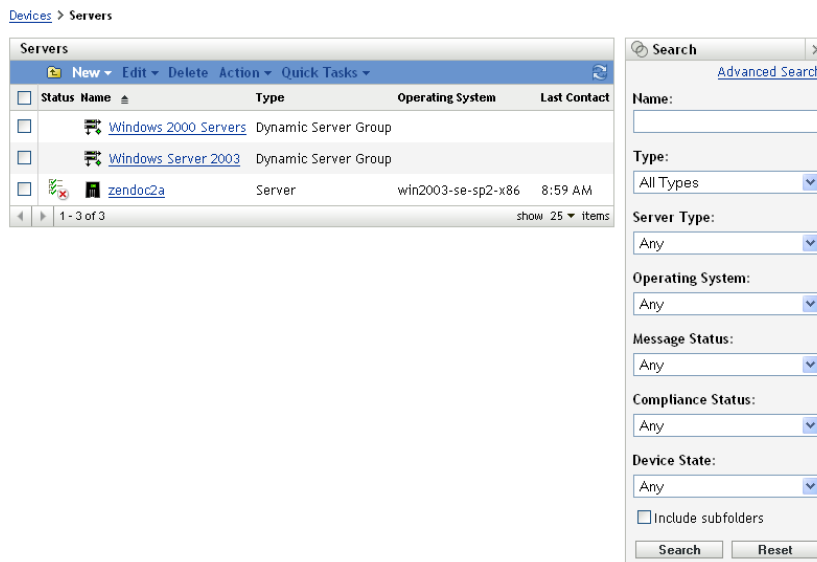 Devices > Servers
Servers
New Edit Delete Action Quick Tasks
Status Name Type Operating System Last Contact
Windows 2000 Servers Dynamic Server Group
Windows Server 2003 Dynamic Server Group
zendoc2a Server win2003-se-sp2-x86 8:59 AM
1 - 3 of 3 show 25 items
Search
Advanced Search
Name:
Type:
All Types
Server Type:
Any
Operating System:
Any
Message Status:
Any
Compliance Status:
Any
Device State:
Any
Include subfolders
Search Reset